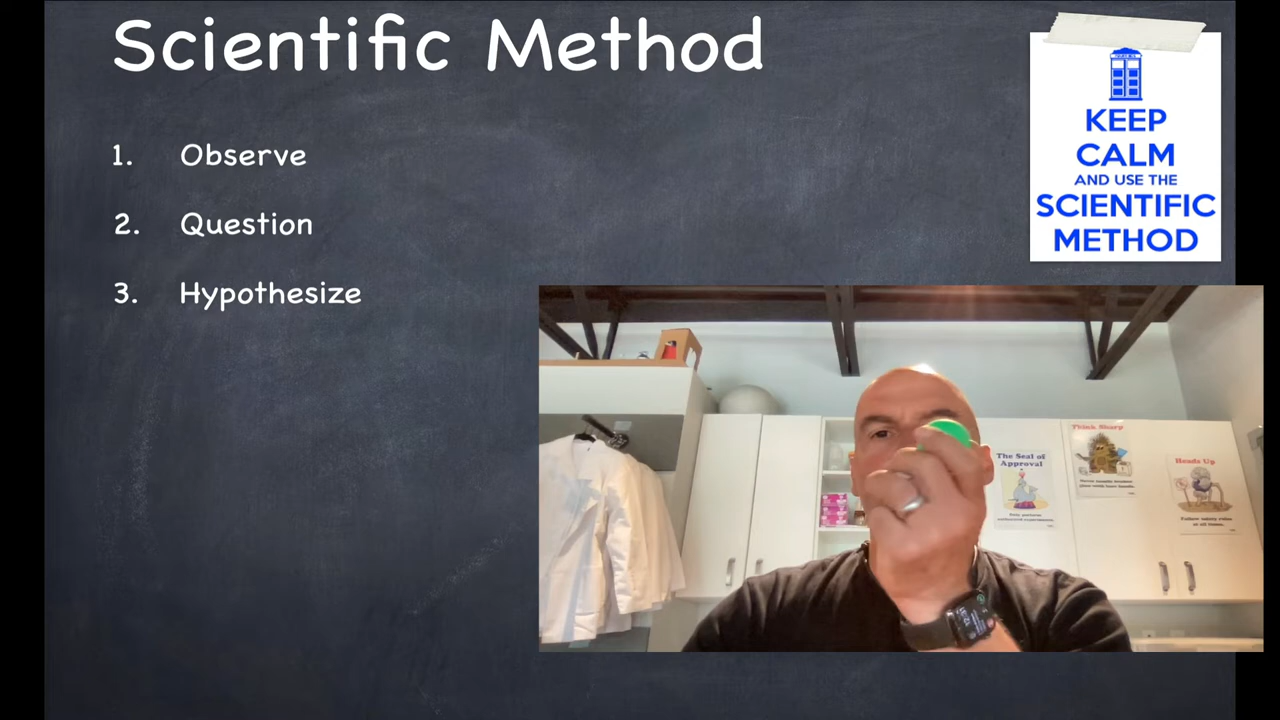 Scientific Method
1. Observe
2. Question
3. Hypothesize
KEEP
CALM
AND USE THE
SCIENTIFIC
METHOD
The Seal of
Approval
Think Sharp
Heads Up